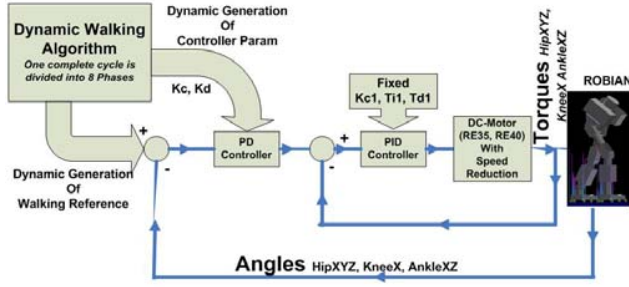 Dynamic Walking
Algorithm
One complete cycle is
divided into 8 Phases
Dynamic Generation
Of
Controller Param
Kc, Kd
Fixed
Kc1, Ti1, Td1
Torques HipXYZ,
KneeX AnkleXZ
ROBIAN
+
-
PD
Controller
+
-
PID
Controller
DC-Motor
(RE35, RE40)
With
Speed
Reduction
Dynamic Generation
Of
Walking Reference
Angles HipXYZ, KneeX, AnkleXZ